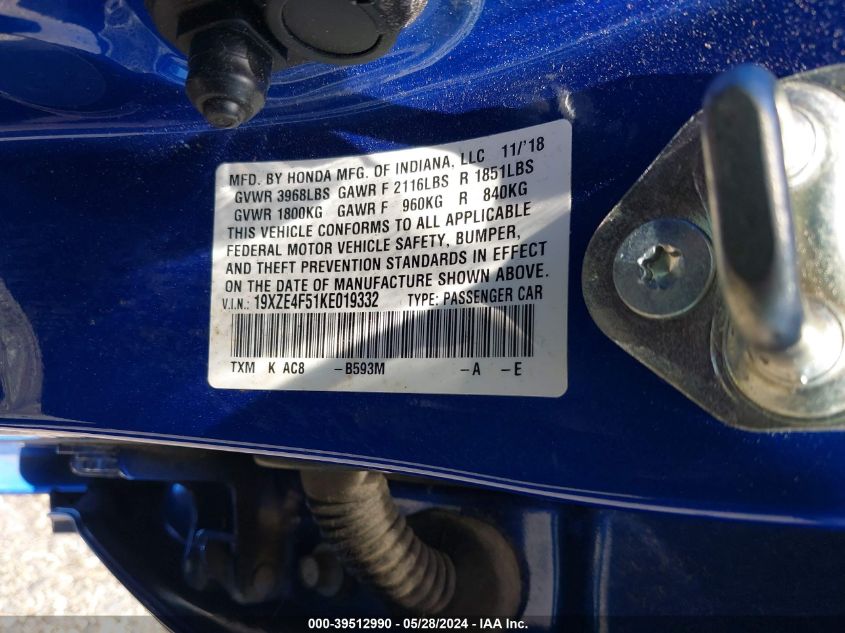 MFD. BY HONDA MFG. OF INDIANA, LLC 11/'18
GVWR 3968LBS GAWR F 2116LBS R 1851LBS
GVWR 1800KG GAWR F 960KG R 840KG
THIS VEHICLE CONFORMS TO ALL APPLICABLE
FEDERAL MOTOR VEHICLE SAFETY, BUMPER,
AND THEFT PREVENTION STANDARDS IN EFFECT
ON THE DATE OF MANUFACTURE SHOWN ABOVE.
V.I.N.: 19XZE4F51KE019332 TYPE: PASSENGER CAR
TXM K AC8 -B593M -A -E
000-39512990 - 05/28/2024 - IAA Inc.